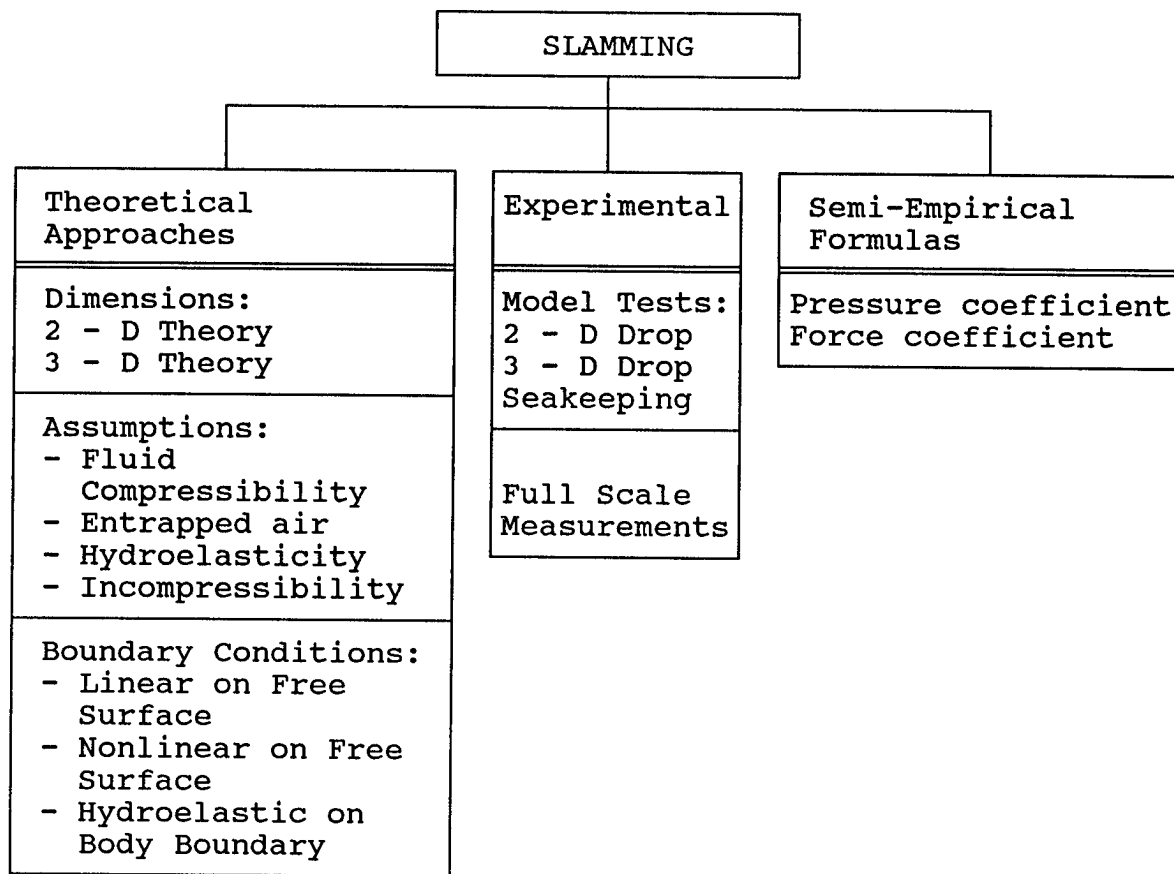 SLAMMING
Theoretical
Approaches
Dimensions:
2 - D Theory
3 - D Theory
Assumptions:
- Fluid
Compressibility
- Entrapped air
- Hydroelasticity
- Incompressibility
Boundary Conditions:
- Linear on Free
Surface
- Nonlinear on Free
Surface
- Hydroelastic on
Body Boundary
Experimental
Model Tests:
2 - D Drop
3 - D Drop
Seakeeping
Full Scale
Measurements
Semi-Empirical
Formulas
Pressure coefficient
Force coefficient